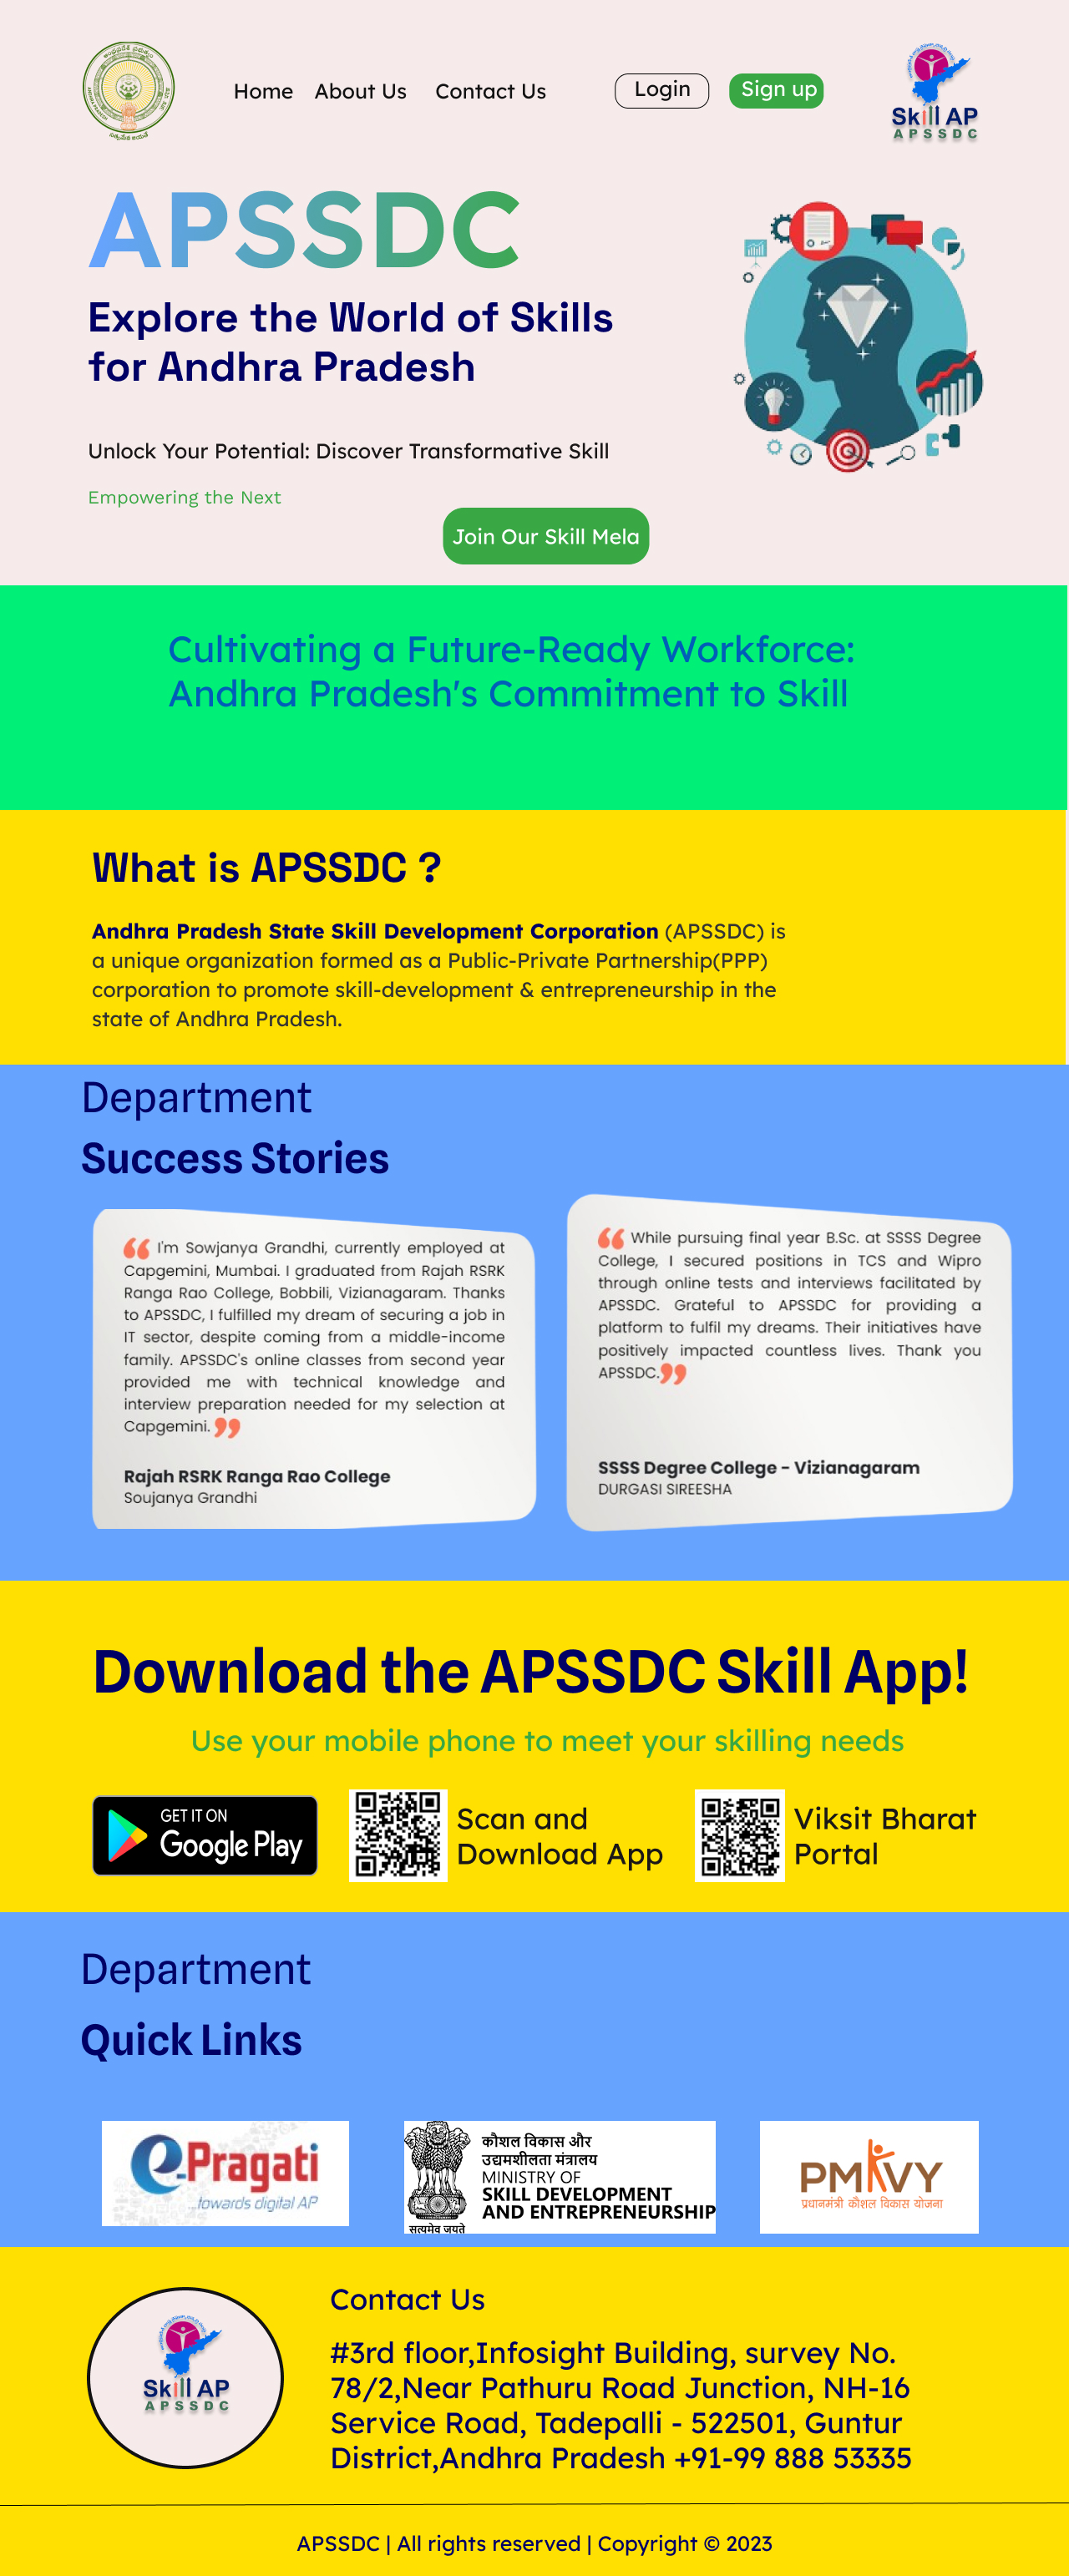 Home About Us Contact Us Login Sign up
Skill AP
APSSDC
APSSDC
Explore the World of Skills
for Andhra Pradesh
Unlock Your Potential: Discover Transformative Skill
Empowering the Next
Join Our Skill Mela
Cultivating a Future-Ready Workforce:
Andhra Pradesh's Commitment to Skill
What is APSSDC ?
Andhra Pradesh State Skill Development Corporation (APSSDC) is
a unique organization formed as a Public-Private Partnership(PPP)
corporation to promote skill-development & entrepreneurship in the
state of Andhra Pradesh.
Department
Success Stories
“ I'm Sowjanya Grandhi, currently employed at
Capgemini, Mumbai. I graduated from Rajah RSRK
Ranga Rao College, Bobbili, Vizianagaram. Thanks
to APSSDC, I fulfilled my dream of securing a job in
IT sector, despite coming from a middle-income
family. APSSDC's online classes from second year
provided me with technical knowledge and
interview preparation needed for my selection at
Capgemini. ”
Rajah RSRK Ranga Rao College
Soujanya Grandhi
“ While pursuing final year B.Sc. at SSSS Degree
College, I secured positions in TCS and Wipro
through online tests and interviews facilitated by
APSSDC. Grateful to APSSDC for providing a
platform to fulfil my dreams. Their initiatives have
positively impacted countless lives. Thank you
APSSDC. ”
SSSS Degree College - Vizianagaram
DURGASI SIREESHA
Download the APSSDC Skill App!
Use your mobile phone to meet your skilling needs
GET IT ON
Google Play
Scan and
Download App
Viksit Bharat
Portal
Department
Quick Links
e-Pragati
...towards digital AP
कौशल विकास और
उद्यमशीलता मंत्रालय
MINISTRY OF
SKILL DEVELOPMENT
AND ENTREPRENEURSHIP
सत्यमेव जयते
PMKVY
प्रधानमंत्री कौशल विकास योजना
Skill AP
APSSDC
Contact Us
#3rd floor,Infosight Building, survey No.
78/2,Near Pathuru Road Junction, NH-16
Service Road, Tadepalli - 522501, Guntur
District,Andhra Pradesh +91-99 888 53335
APSSDC | All rights reserved | Copyright © 2023